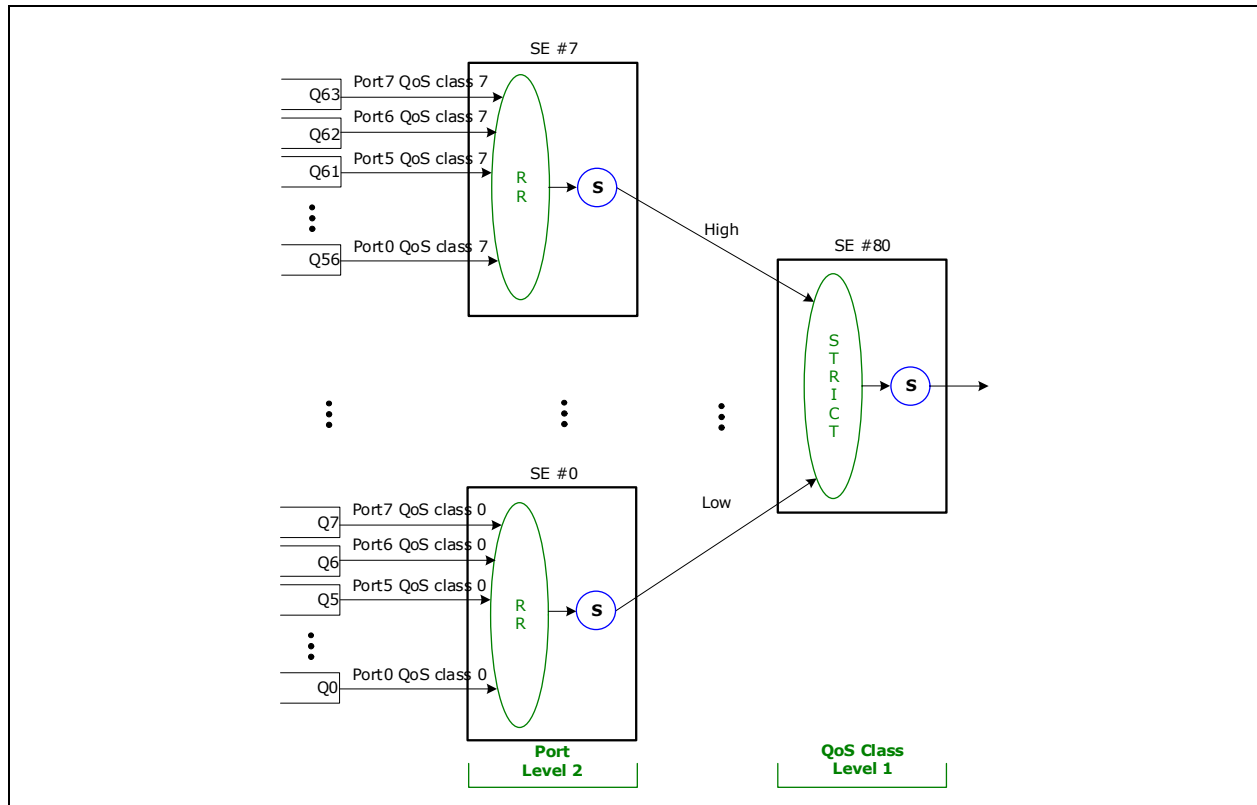 SE #7
Q63 Port7 QoS class 7
Q62 Port6 QoS class 7
Q61 Port5 QoS class 7
Q56 Port0 QoS class 7
R
R
S
High
SE #80
S
T
R
I
C
T
S
SE #0
Q7 Port7 QoS class 0
Q6 Port6 QoS class 0
Q5 Port5 QoS class 0
Q0 Port0 QoS class 0
R
R
S
Low
Port
Level 2
QoS Class
Level 1